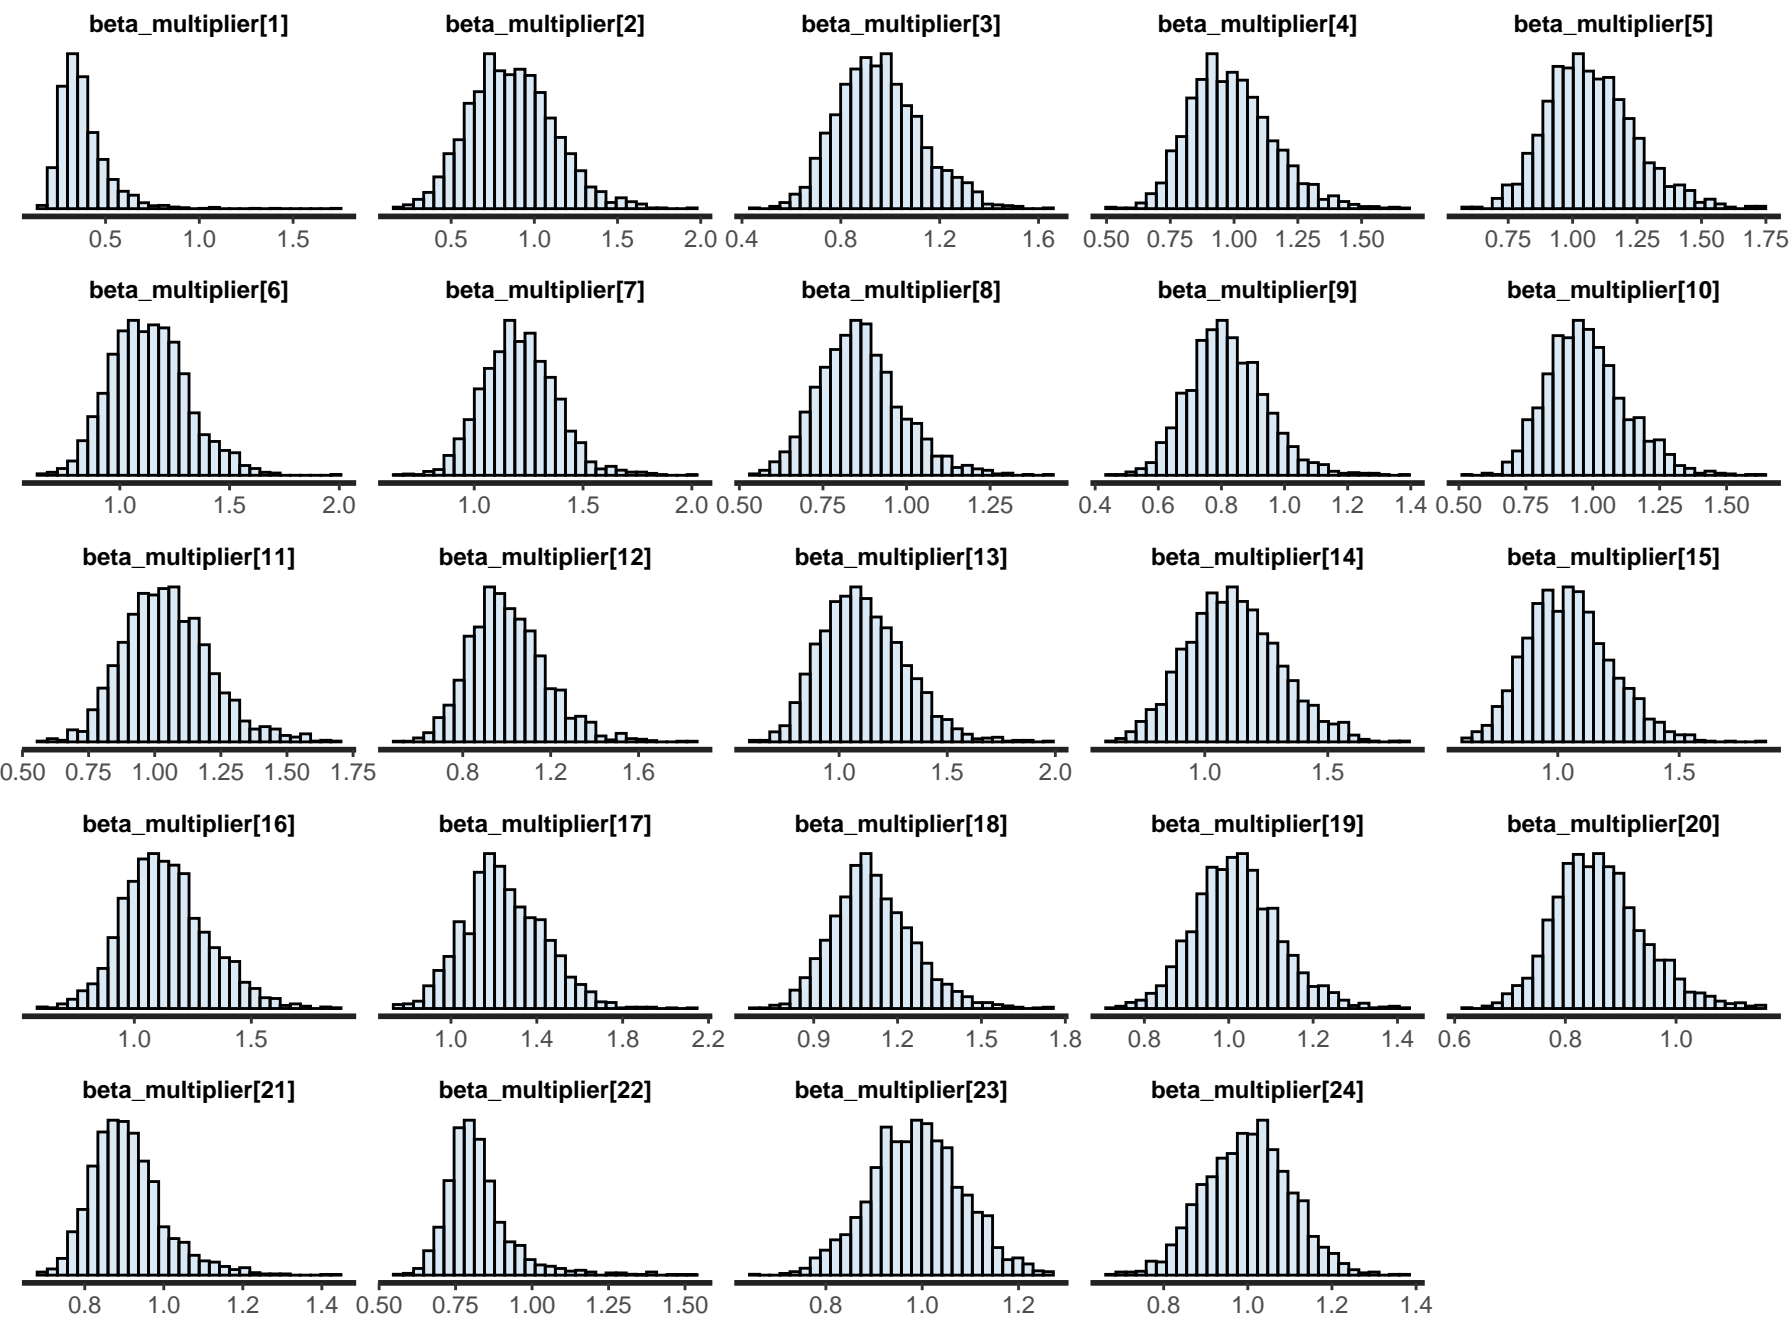 beta_multiplier[1] beta_multiplier[2] beta_multiplier[3] beta_multiplier[4] beta_multiplier[5]
0.5 1.0 1.5 0.5 1.0 1.5 2.0 0.4 0.8 1.2 1.6 0.50 0.75 1.00 1.25 1.50 0.75 1.00 1.25 1.50 1.75
beta_multiplier[6] beta_multiplier[7] beta_multiplier[8] beta_multiplier[9] beta_multiplier[10]
1.0 1.5 2.0 1.0 1.5 2.0 0.50 0.75 1.00 1.25 0.4 0.6 0.8 1.0 1.2 1.4 0.50 0.75 1.00 1.25 1.50
beta_multiplier[11] beta_multiplier[12] beta_multiplier[13] beta_multiplier[14] beta_multiplier[15]
0.50 0.75 1.00 1.25 1.50 1.75 0.8 1.2 1.6 1.0 1.5 2.0 1.0 1.5 1.0 1.5
beta_multiplier[16] beta_multiplier[17] beta_multiplier[18] beta_multiplier[19] beta_multiplier[20]
1.0 1.5 1.0 1.4 1.8 2.2 0.9 1.2 1.5 1.8 0.8 1.0 1.2 1.4 0.6 0.8 1.0
beta_multiplier[21] beta_multiplier[22] beta_multiplier[23] beta_multiplier[24]
0.8 1.0 1.2 1.4 0.50 0.75 1.00 1.25 1.50 0.8 1.0 1.2 0.8 1.0 1.2 1.4